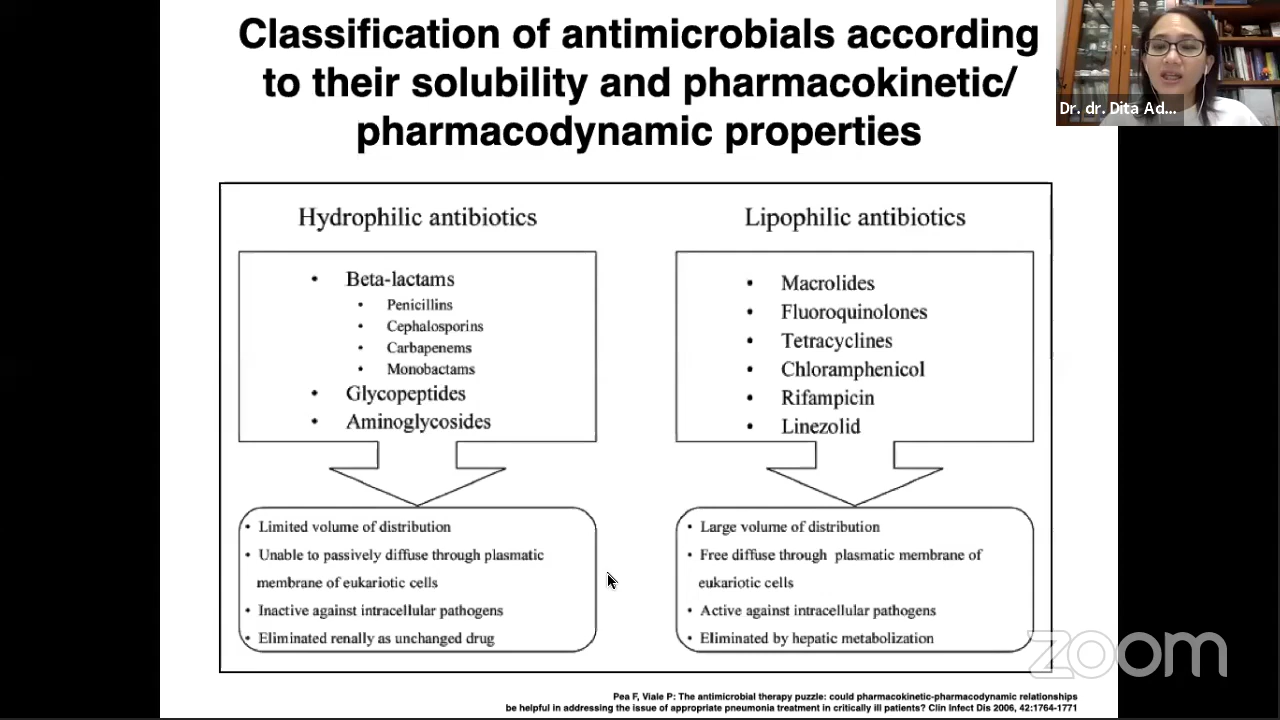 Classification of antimicrobials according
to their solubility and pharmacokinetic/
pharmacodynamic properties
Dr. dr. Dita Ad...
Hydrophilic antibiotics
• Beta-lactams
• Penicillins
• Cephalosporins
• Carbapenems
• Monobactams
• Glycopeptides
• Aminoglycosides
• Limited volume of distribution
• Unable to passively diffuse through plasmatic
membrane of eukariotic cells
• Inactive against intracellular pathogens
• Eliminated renally as unchanged drug
Lipophilic antibiotics
• Macrolides
• Fluoroquinolones
• Tetracyclines
• Chloramphenicol
• Rifampicin
• Linezolid
• Large volume of distribution
• Free diffuse through plasmatic membrane of
eukariotic cells
• Active against intracellular pathogens
• Eliminated by hepatic metabolization
zoom
Pea F, Viale P: The antimicrobial therapy puzzle: could pharmacokinetic-pharmacodynamic relationships
be helpful in addressing the issue of appropriate pneumonia treatment in critically ill patients? Clin Infect Dis 2006, 42:1764-1771